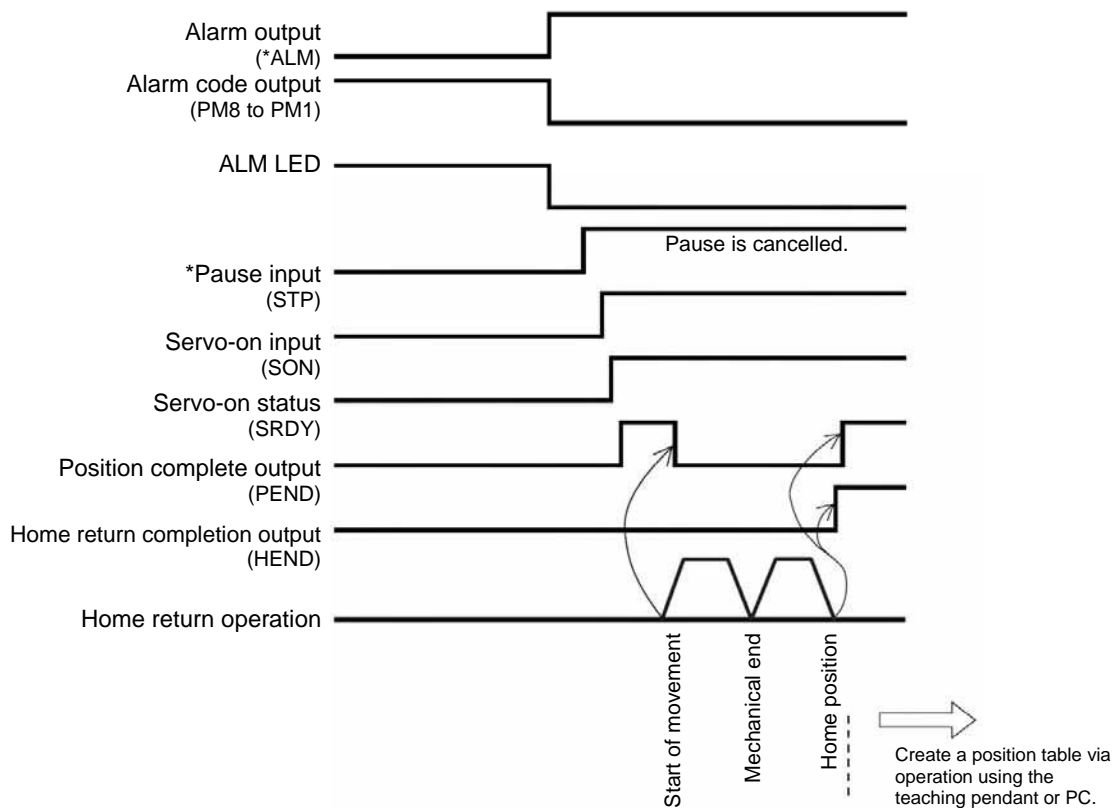 Alarm output
(*ALM)
Alarm code output
(PM8 to PM1)
ALM LED
Pause is cancelled.
*Pause input
(STP)
Servo-on input
(SON)
Servo-on status
(SRDY)
Position complete output
(PEND)
Home return completion output
(HEND)
Home return operation
Start of movement
Mechanical end
Home position
Create a position table via
operation using the
teaching pendant or PC.